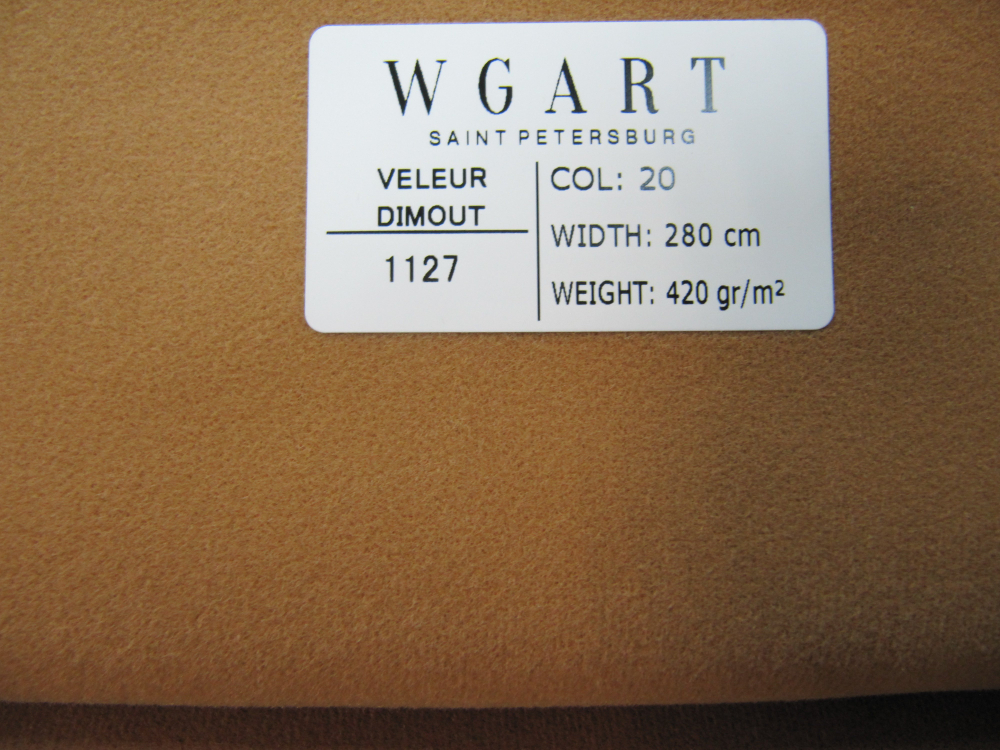 WGART
SAINT PETERSBURG
VELEUR
DIMOUT
1127
COL: 20
WIDTH: 280 cm
WEIGHT: 420 gr/m²